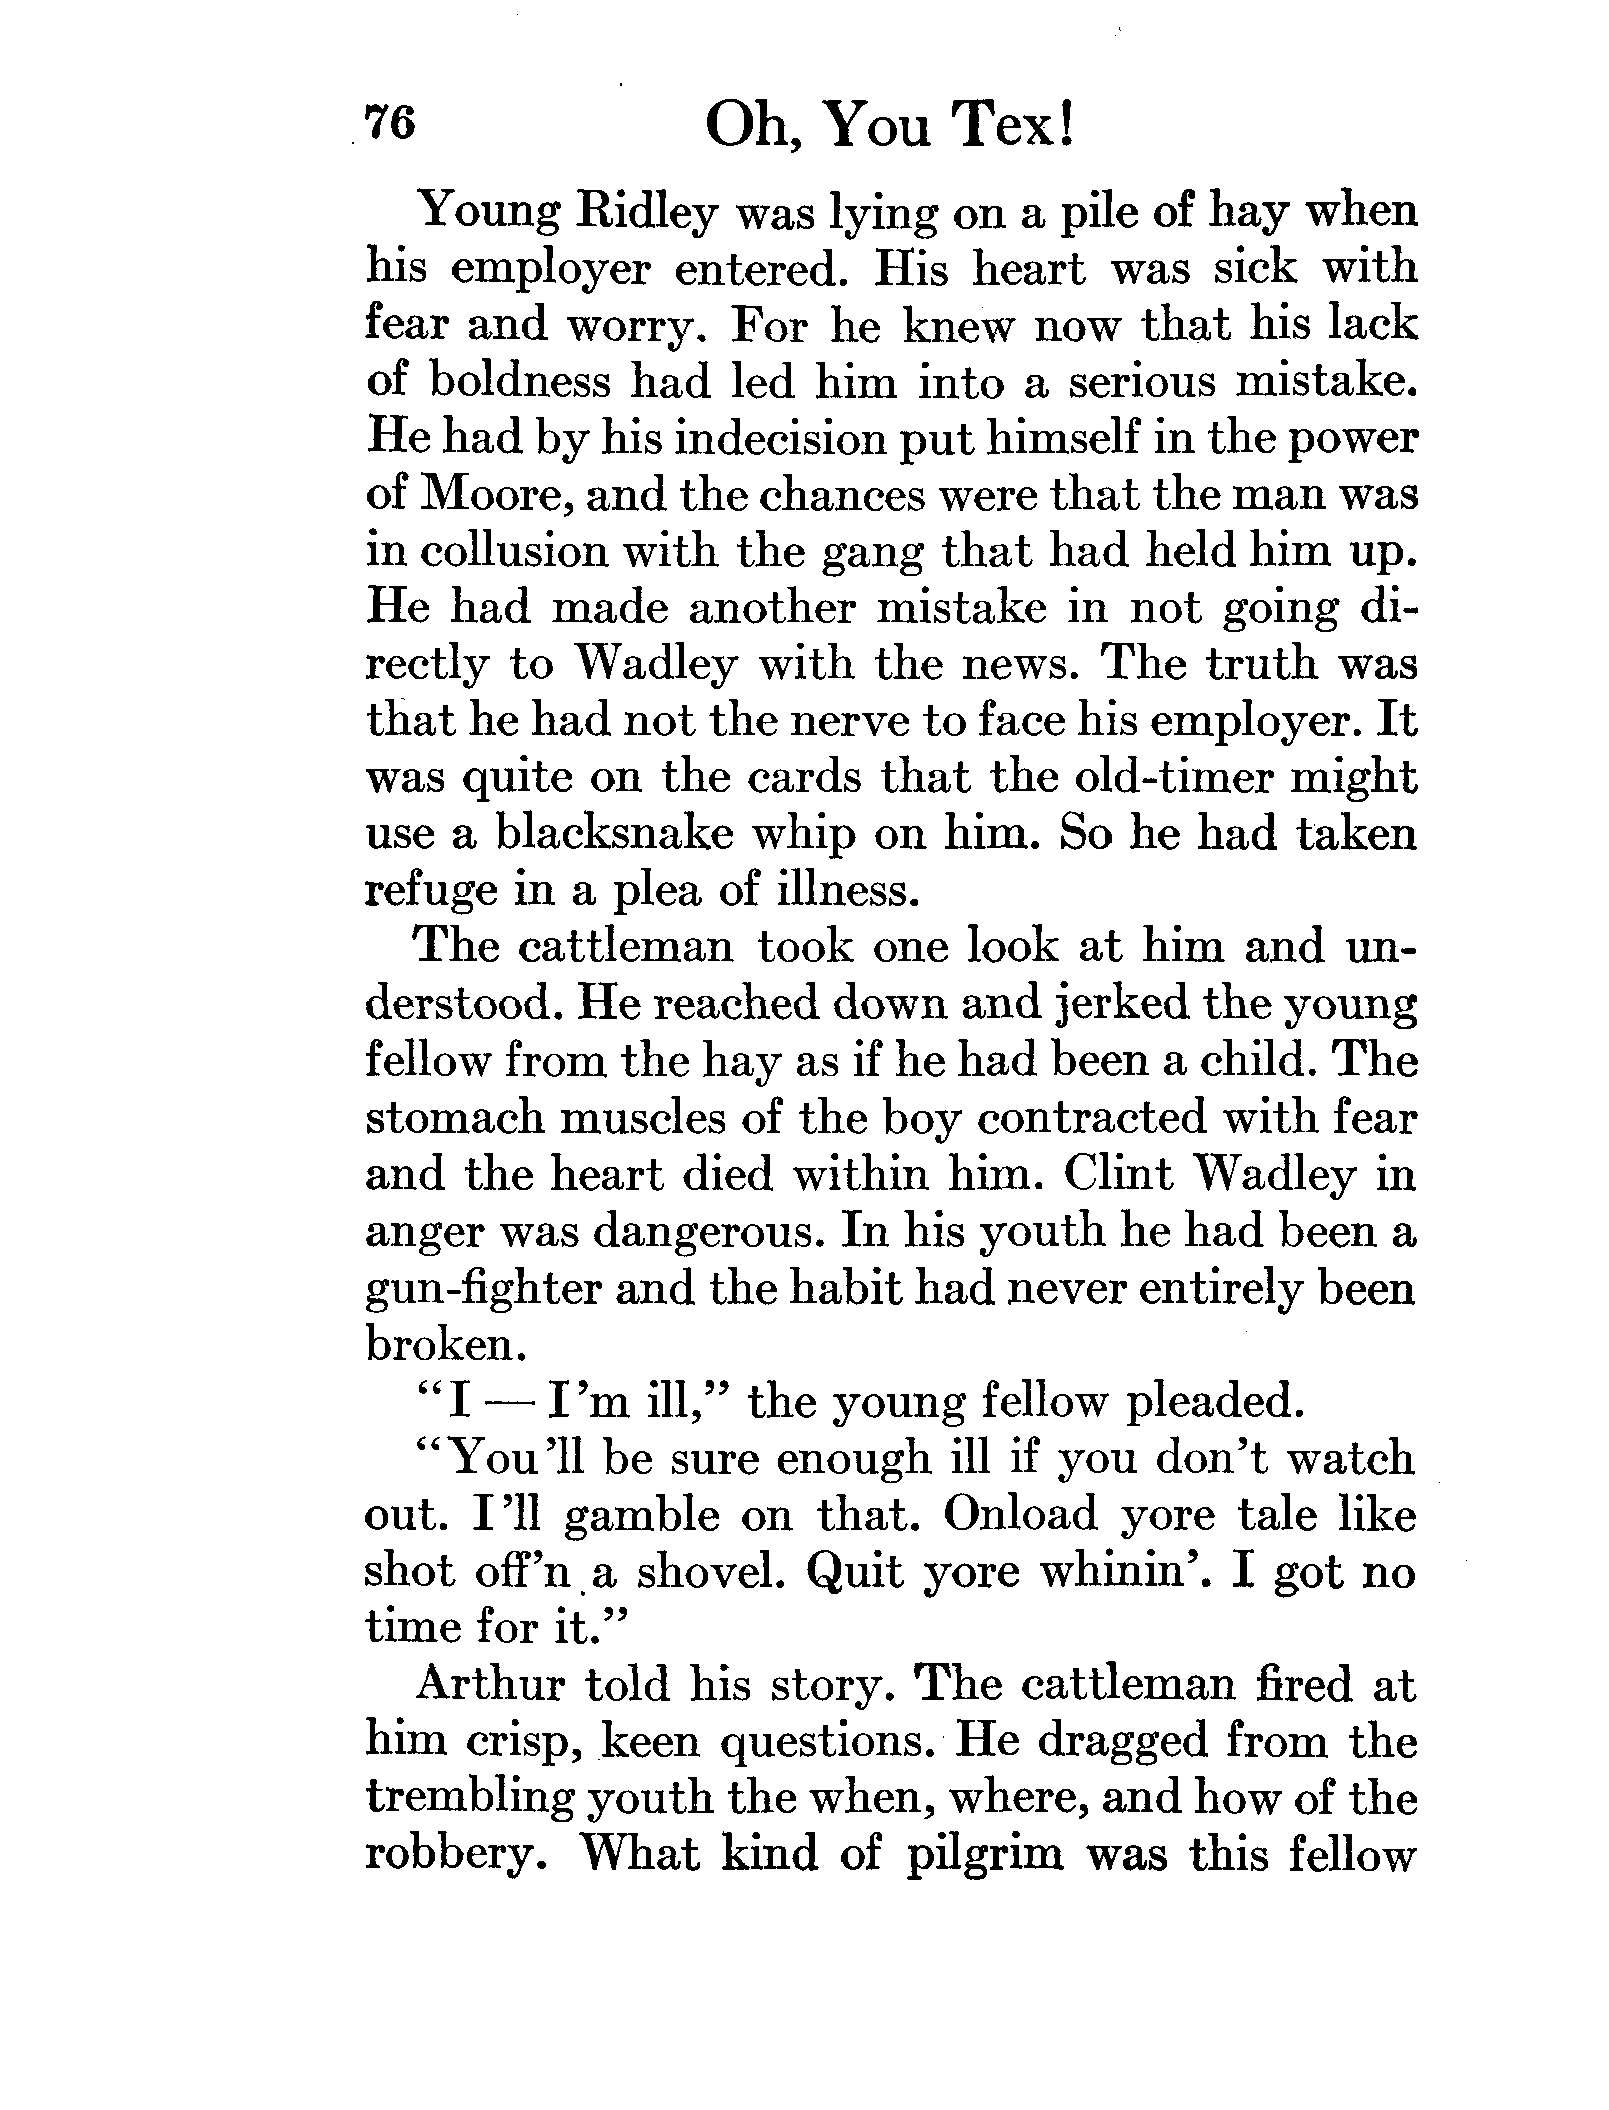 76 Oh, You Tex!
Young Ridley was lying on a pile of hay when
his employer entered. His heart was sick with
fear and worry. For he knew now that his lack
of boldness had led him into a serious mistake.
He had by his indecision put himself in the power
of Moore, and the chances were that the man was
in collusion with the gang that had held him up.
He had made another mistake in not going di-
rectly to Wadley with the news. The truth was
that he had not the nerve to face his employer. It
was quite on the cards that the old-timer might
use a blacksnake whip on him. So he had taken
refuge in a plea of illness.
The cattleman took one look at him and un-
derstood. He reached down and jerked the young
fellow from the hay as if he had been a child. The
stomach muscles of the boy contracted with fear
and the heart died within him. Clint Wadley in
anger was dangerous. In his youth he had been a
gun-fighter and the habit had never entirely been
broken.
“I — I'm ill,” the young fellow pleaded.
“You'll be sure enough ill if you don't watch
out. I'll gamble on that. Onload yore tale like
shot off'n a shovel. Quit yore whinin'. I got no
time for it.”
Arthur told his story. The cattleman fired at
him crisp, keen questions. He dragged from the
trembling youth the when, where, and how of the
robbery. What kind of pilgrim was this fellow